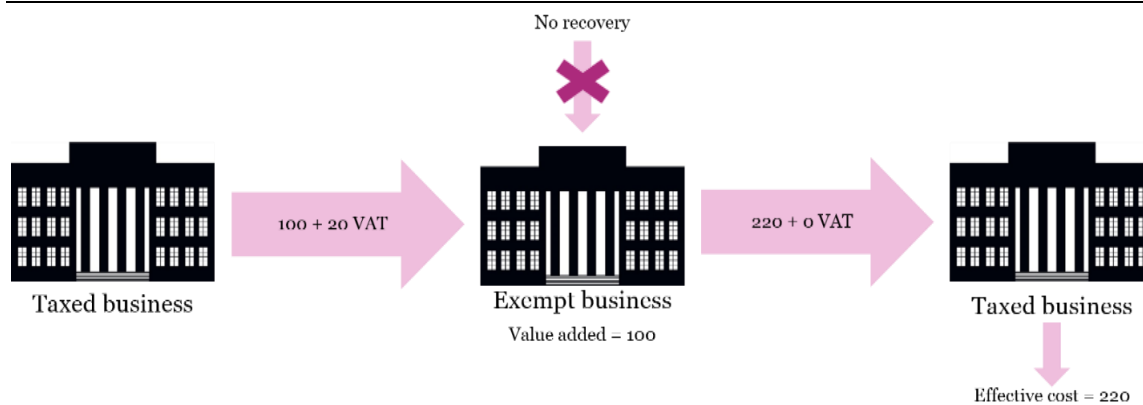 No recovery
100 + 20 VAT
220 + 0 VAT
Taxed business
Exempt business
Taxed business
Value added = 100
Effective cost = 220